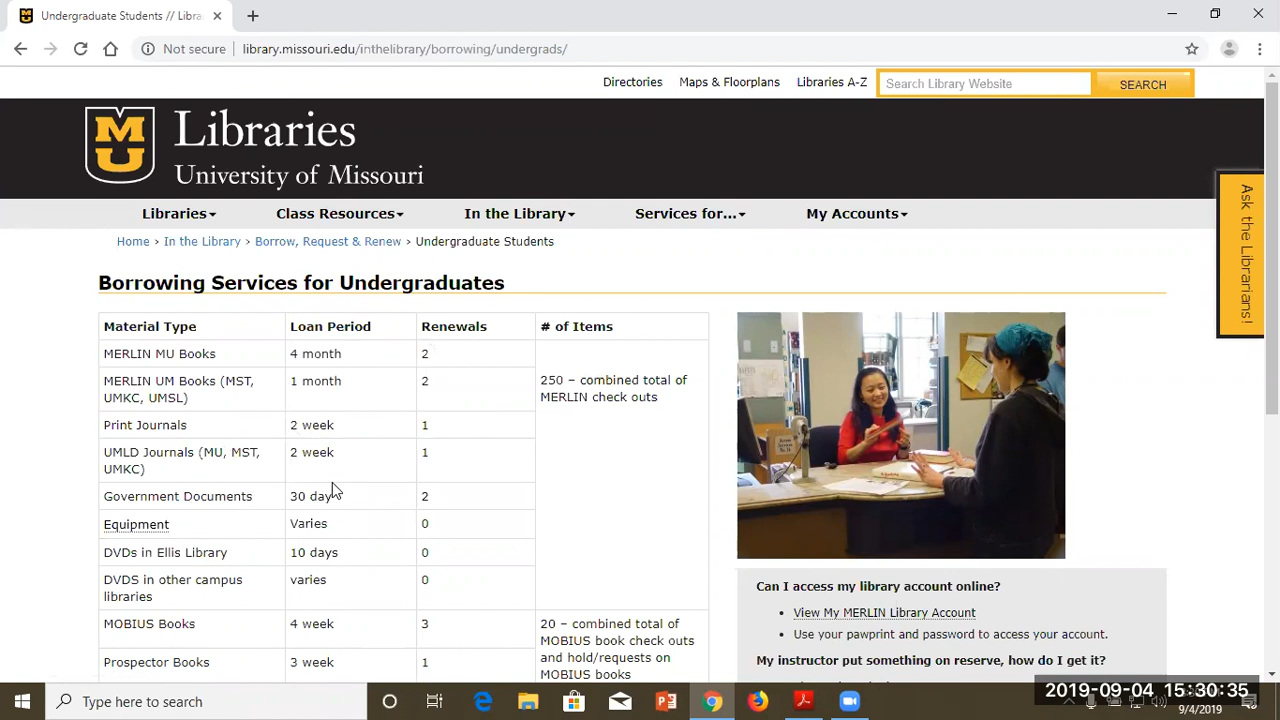 Undergraduate Students // Libra
Not secure
library.missouri.edu/inthelibrary/borrowing/undergrads/
Directories Maps & Floorplans Libraries A-Z Search Library Website SEARCH
MU
Libraries
University of Missouri
Ask the Librarians!
Libraries Class Resources In the Library Services for... My Accounts
Home › In the Library › Borrow, Request & Renew › Undergraduate Students
Borrowing Services for Undergraduates
Material Type Loan Period Renewals # of Items
MERLIN MU Books 4 month 2
MERLIN UM Books (MST, UMKC, UMSL) 1 month 2
250 – combined total of MERLIN check outs
Print Journals 2 week 1
UMLD Journals (MU, MST, UMKC) 2 week 1
Government Documents 30 day 2
Equipment Varies 0
DVDs in Ellis Library 10 days 0
DVDS in other campus libraries varies 0
MOBIUS Books 4 week 3
20 – combined total of MOBIUS book check outs and hold/requests on MOBIUS books
Prospector Books 3 week 1
Can I access my library account online?
View My MERLIN Library Account
Use your pawprint and password to access your account.
My instructor put something on reserve, how do I get it?
Type here to search
2019-09-04 15:30:35
9/4/2019